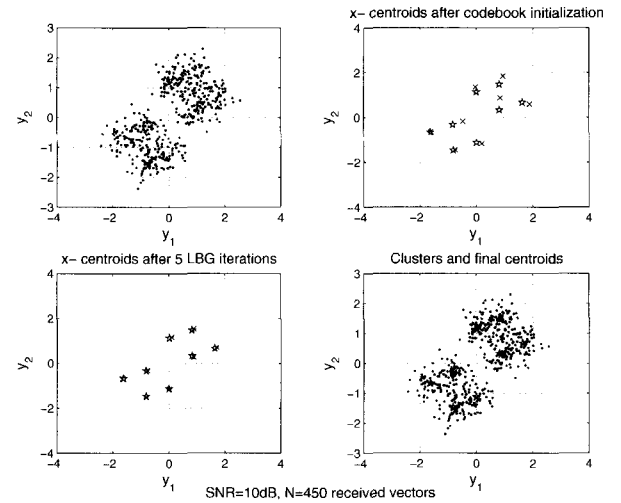 x- centroids after codebook initialization
3
2
1
0
-1
-2
-3
y2
-4 -2 0 2 4
y1
4
2
0
-2
-4
y2
-4 -2 0 2 4
y1
x- centroids after 5 LBG iterations
4
2
0
-2
-4
y2
-4 -2 0 2 4
y1
Clusters and final centroids
3
2
1
0
-1
-2
-3
y2
-4 -2 0 2 4
y1
SNR=10dB, N=450 received vectors